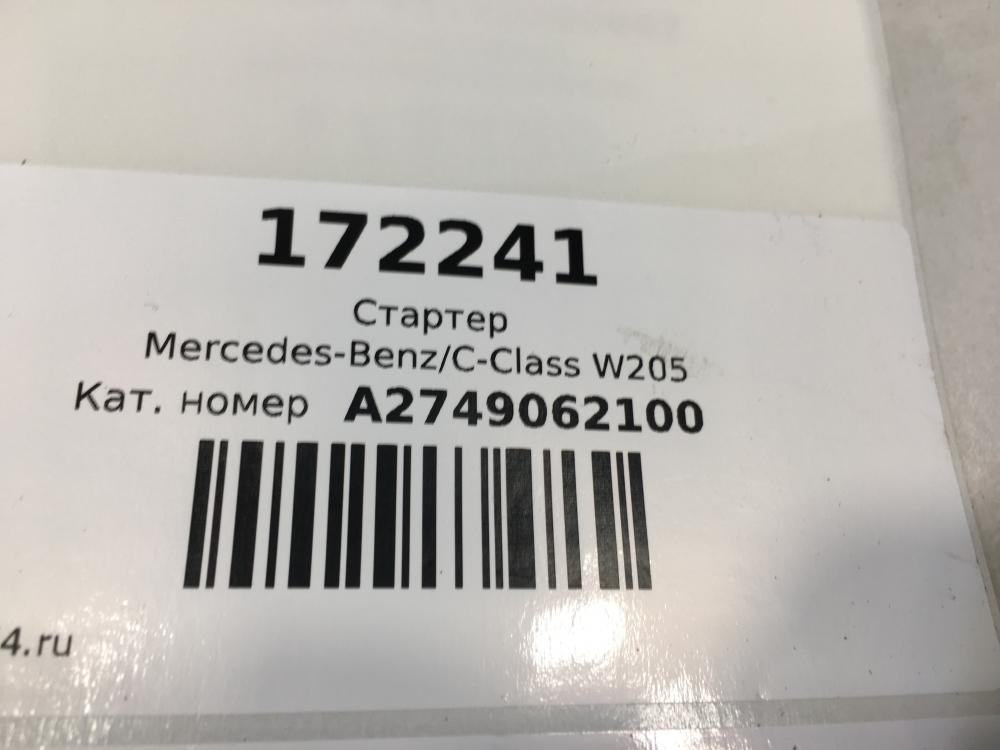 172241
Стартер
Mercedes-Benz/C-Class W205
Кат. номер A2749062100
4.ru